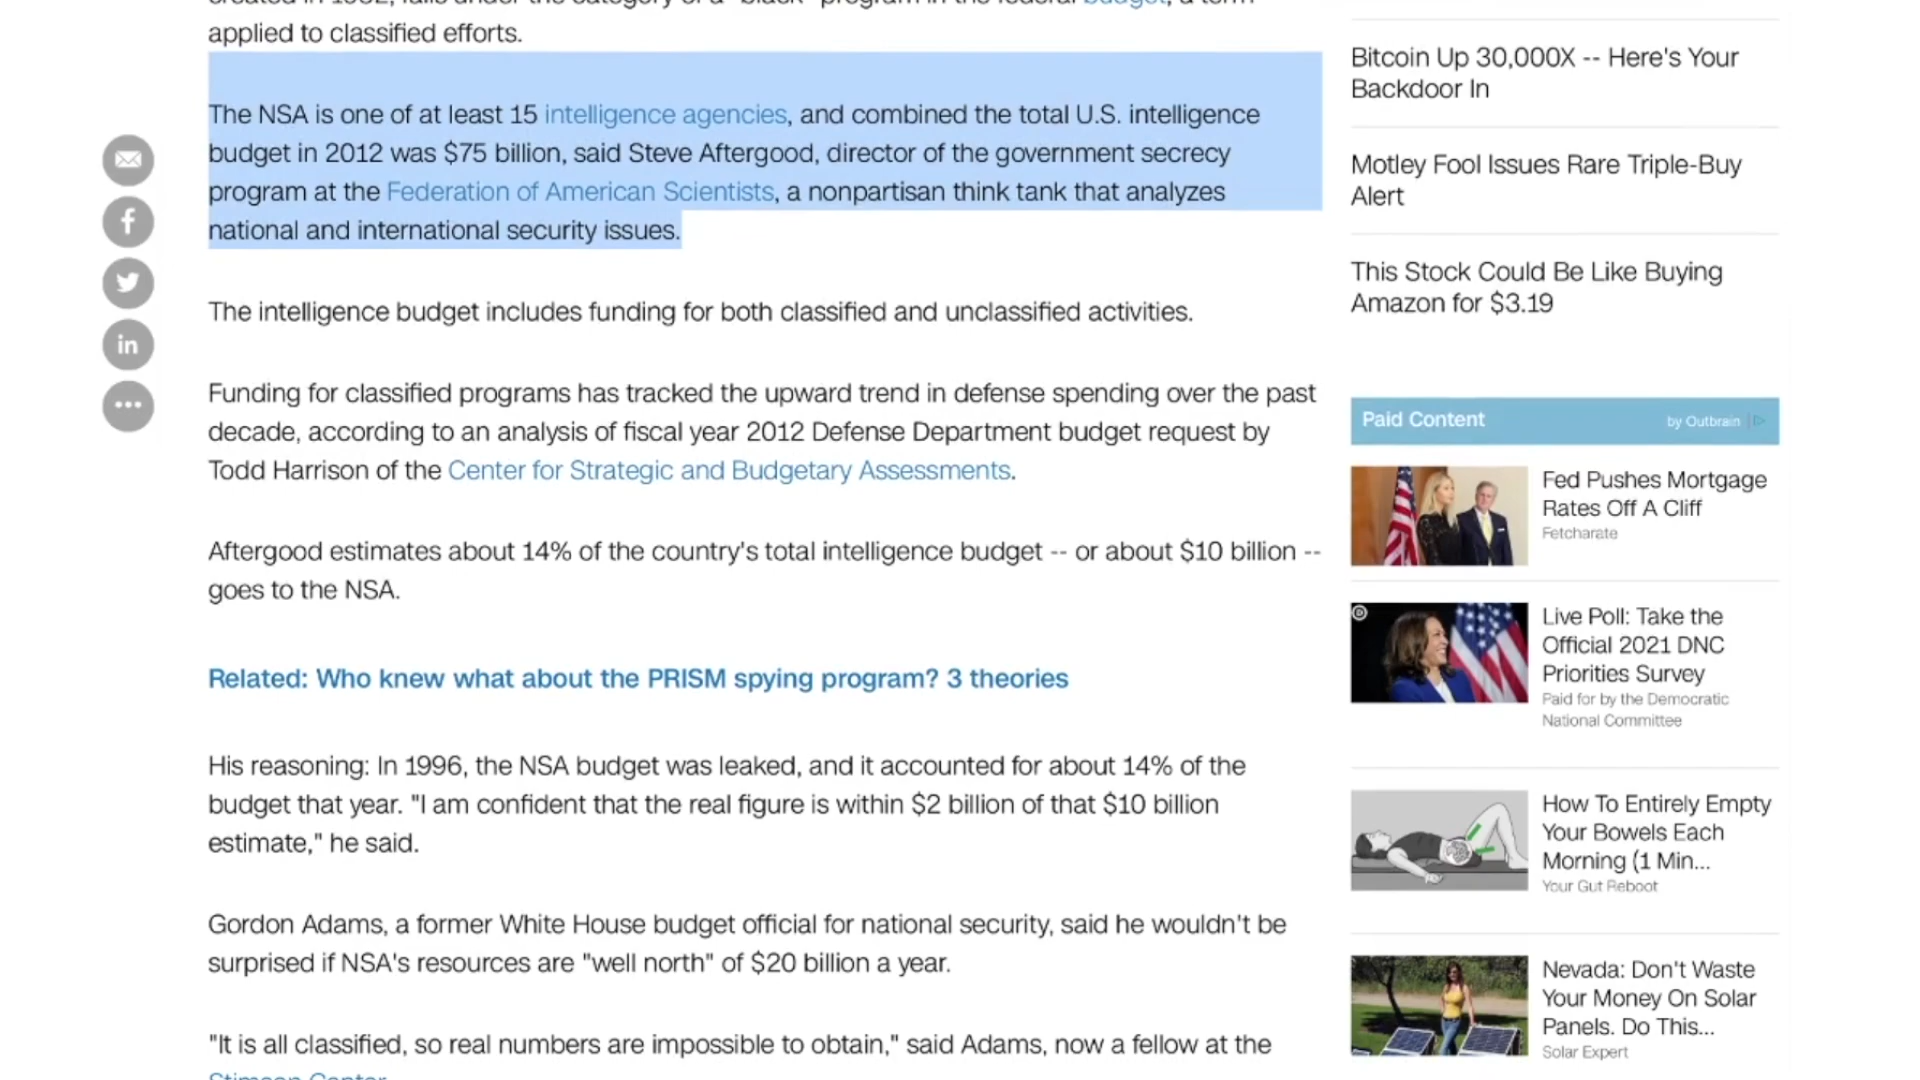 applied to classified efforts.
The NSA is one of at least 15 intelligence agencies, and combined the total U.S. intelligence
budget in 2012 was $75 billion, said Steve Aftergood, director of the government secrecy
program at the Federation of American Scientists, a nonpartisan think tank that analyzes
national and international security issues.
The intelligence budget includes funding for both classified and unclassified activities.
Funding for classified programs has tracked the upward trend in defense spending over the past
decade, according to an analysis of fiscal year 2012 Defense Department budget request by
Todd Harrison of the Center for Strategic and Budgetary Assessments.
Aftergood estimates about 14% of the country's total intelligence budget -- or about $10 billion --
goes to the NSA.
Related: Who knew what about the PRISM spying program? 3 theories
His reasoning: In 1996, the NSA budget was leaked, and it accounted for about 14% of the
budget that year. "I am confident that the real figure is within $2 billion of that $10 billion
estimate," he said.
Gordon Adams, a former White House budget official for national security, said he wouldn't be
surprised if NSA's resources are "well north" of $20 billion a year.
"It is all classified, so real numbers are impossible to obtain," said Adams, now a fellow at the
Bitcoin Up 30,000X -- Here's Your
Backdoor In
Motley Fool Issues Rare Triple-Buy
Alert
This Stock Could Be Like Buying
Amazon for $3.19
Paid Content
by Outbrain
Fed Pushes Mortgage
Rates Off A Cliff
Fetcharate
Live Poll: Take the
Official 2021 DNC
Priorities Survey
Paid for by the Democratic
National Committee
How To Entirely Empty
Your Bowels Each
Morning (1 Min...
Your Gut Reboot
Nevada: Don't Waste
Your Money On Solar
Panels. Do This...
Solar Expert